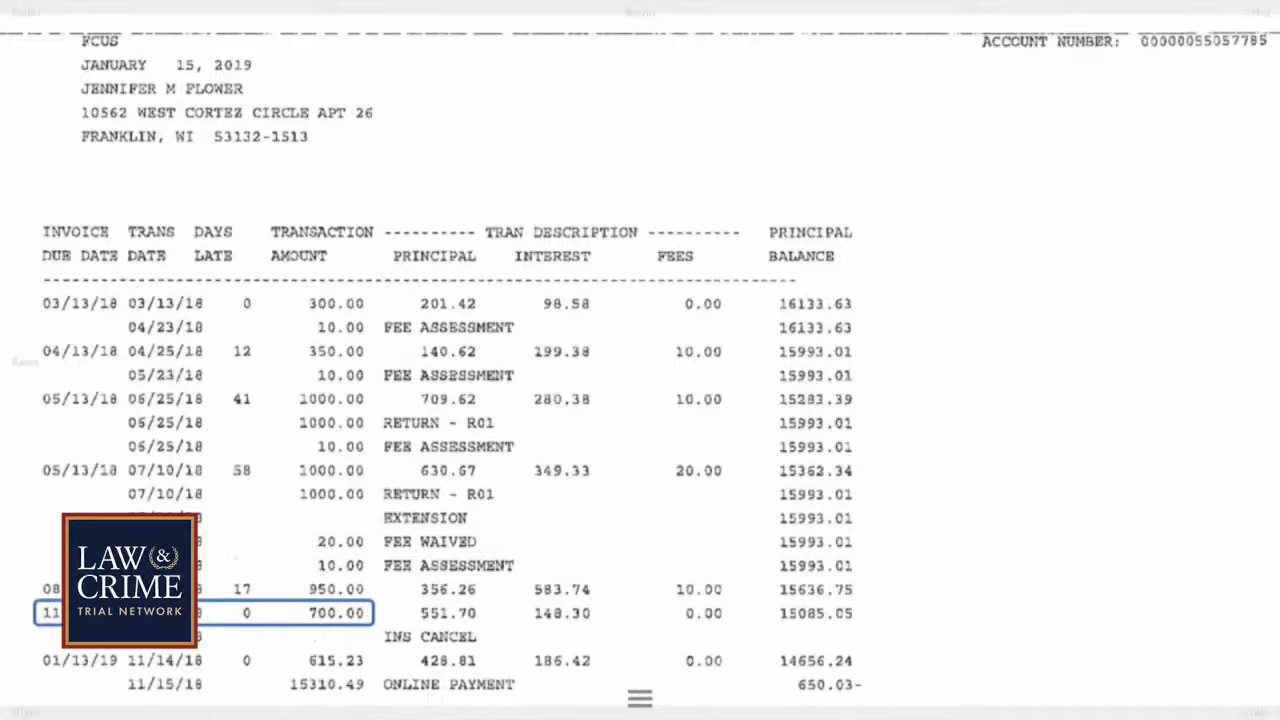 FCUS ACCOUNT NUMBER: 00000055057785
JANUARY 15, 2019
JENNIFER M FLOWER
10562 WEST CORTEZ CIRCLE APT 26
FRANKLIN, WI 53132-1513
INVOICE TRANS DAYS TRANSACTION ---------- TRAN DESCRIPTION ---------- PRINCIPAL
DUE DATE DATE LATE AMOUNT PRINCIPAL INTEREST FEES BALANCE
03/13/18 03/13/18 0 300.00 201.42 98.58 0.00 16133.63
04/23/18 10.00 FEE ASSESSMENT 16133.63
04/13/18 04/25/18 12 350.00 140.62 199.38 10.00 15993.01
05/23/18 10.00 FEE ASSESSMENT 15993.01
05/13/18 06/25/18 41 1000.00 709.62 280.38 10.00 15283.39
06/25/18 1000.00 RETURN - R01 15993.01
06/25/18 10.00 FEE ASSESSMENT 15993.01
05/13/18 07/10/18 58 1000.00 630.67 349.33 20.00 15362.34
07/10/18 1000.00 RETURN - R01 15993.01
EXTENSION 15993.01
20.00 FEE WAIVED 15993.01
10.00 FEE ASSESSMENT 15993.01
08 17 950.00 356.26 583.74 10.00 15636.75
11 0 700.00 551.70 148.30 0.00 15085.05
INS CANCEL
01/13/19 11/14/18 0 615.23 428.81 186.42 0.00 14656.24
11/15/18 15310.49 ONLINE PAYMENT 650.03-
LAW &
CRIME
TRIAL NETWORK